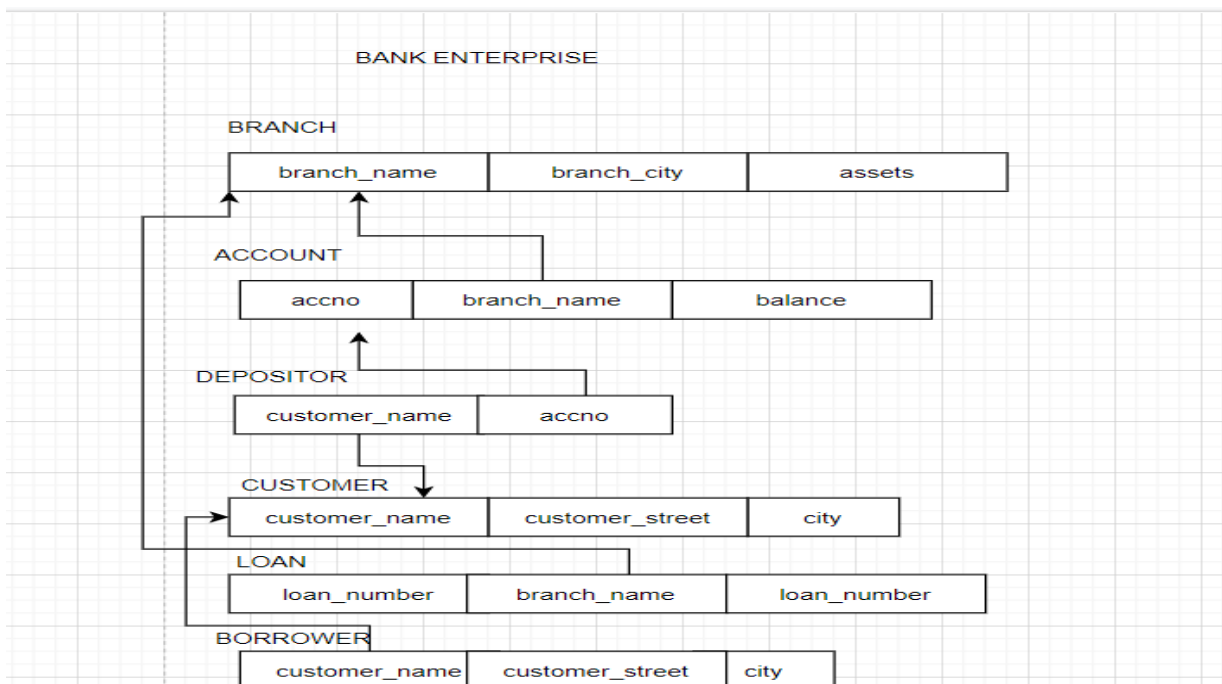 BANK ENTERPRISE
BRANCH
branch_name branch_city assets
ACCOUNT
accno branch_name balance
DEPOSITOR
customer_name accno
CUSTOMER
customer_name customer_street city
LOAN
loan_number branch_name loan_number
BORROWER
customer_name customer_street city